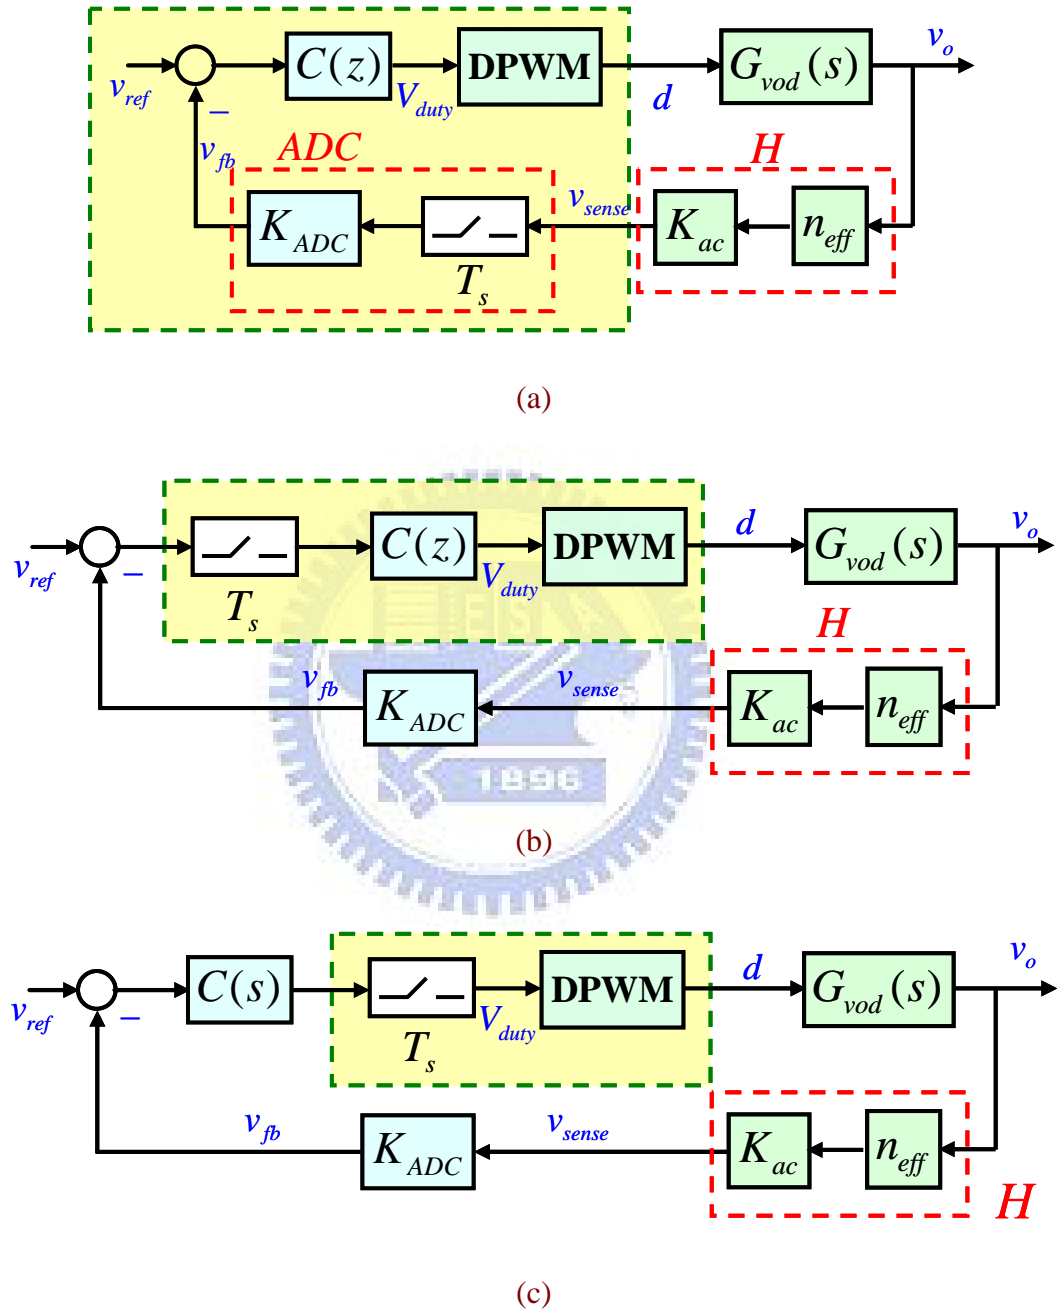 C(z) DPWM G_vod(s) v_o
v_ref − V_duty d
v_fb ADC H
K_ADC v_sense K_ac n_eff
T_s
(a)
C(z) DPWM d G_vod(s) v_o
v_ref − T_s V_duty
H
v_fb K_ADC v_sense K_ac n_eff
1896
(b)
C(s) DPWM d G_vod(s) v_o
v_ref − T_s V_duty
v_fb K_ADC v_sense K_ac n_eff
H
(c)